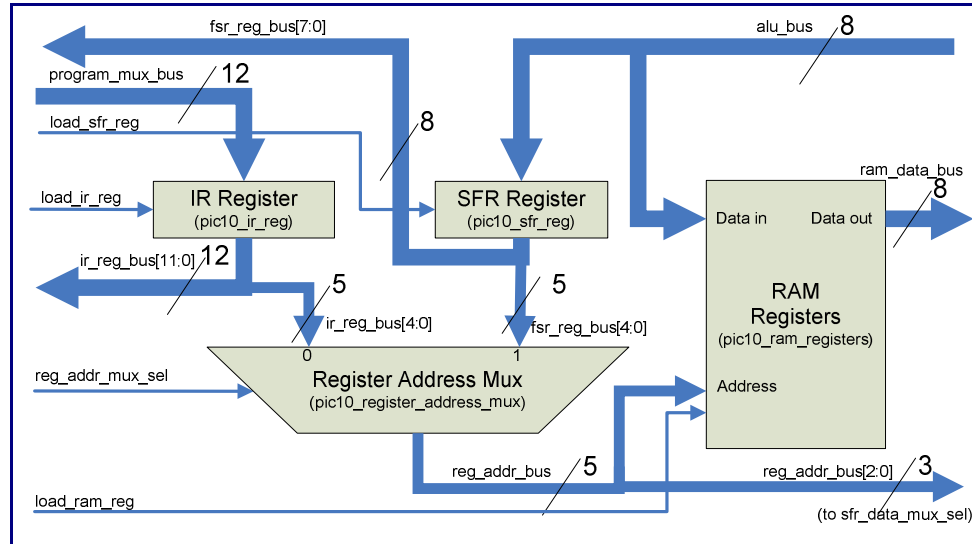 fsr_reg_bus[7:0]
5
alu_bus
8
program_mux_bus
12
load_sfr_reg
8
ram_data_bus
8
IR Register
(pic10_ir_reg)
SFR Register
(pic10_sfr_reg)
load_ir_reg
Data in
Data out
ir_reg_bus[11:0]
12
5
5
RAM
Registers
(pic10_ram_registers)
ir_reg_bus[4:0]
fsr_reg_bus[4:0]
0
1
reg_addr_mux_sel
Register Address Mux
(pic10_register_address_mux)
Address
reg_addr_bus
5
reg_addr_bus[2:0]
3
load_ram_reg
(to sfr_data_mux_sel)